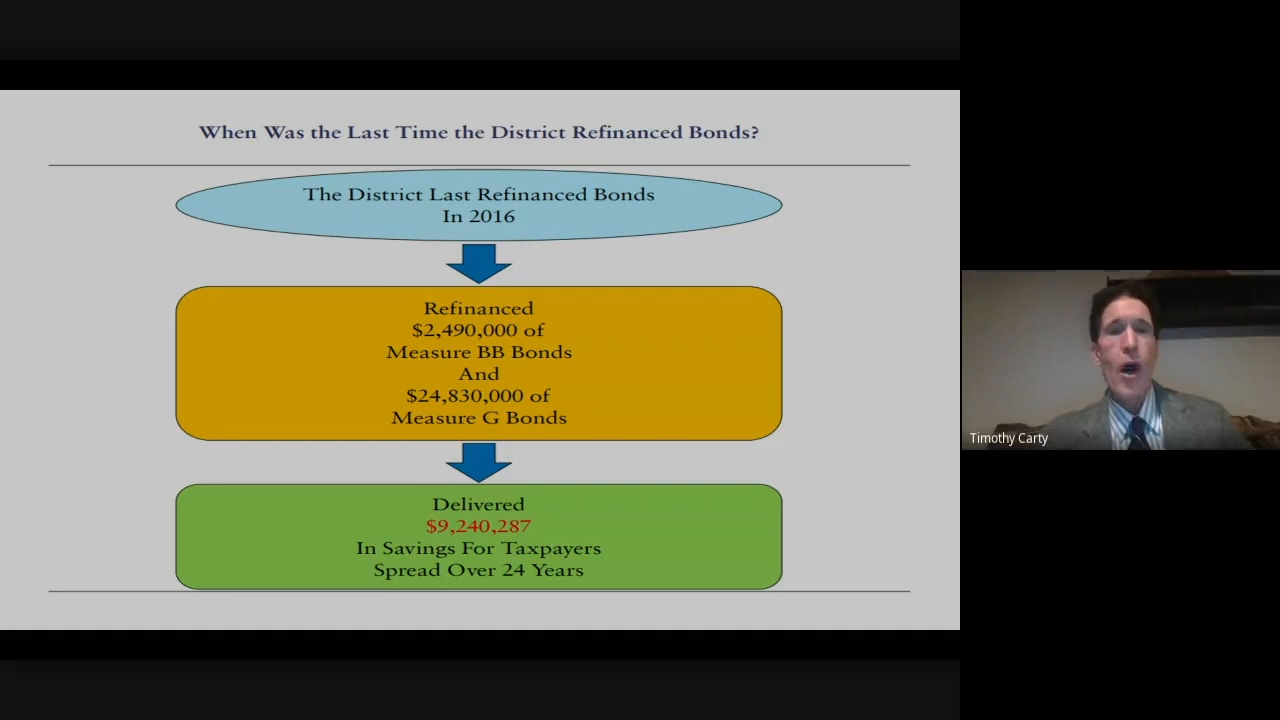 When Was the Last Time the District Refinanced Bonds?
The District Last Refinanced Bonds
In 2016
Refinanced
$2,490,000 of
Measure BB Bonds
And
$24,830,000 of
Measure G Bonds
Delivered
$9,240,287
In Savings For Taxpayers
Spread Over 24 Years
Timothy Carty